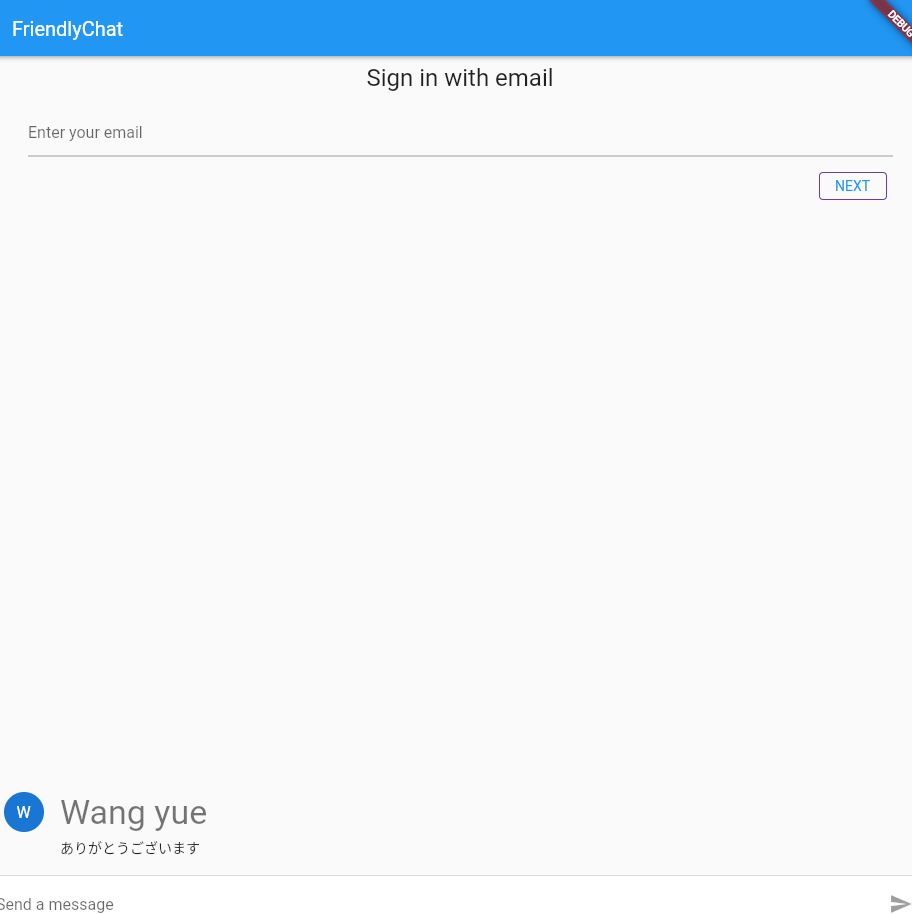 FriendlyChat
DEBUG
Sign in with email
Enter your email
NEXT
W
Wang yue
ありがとうございます
Send a message